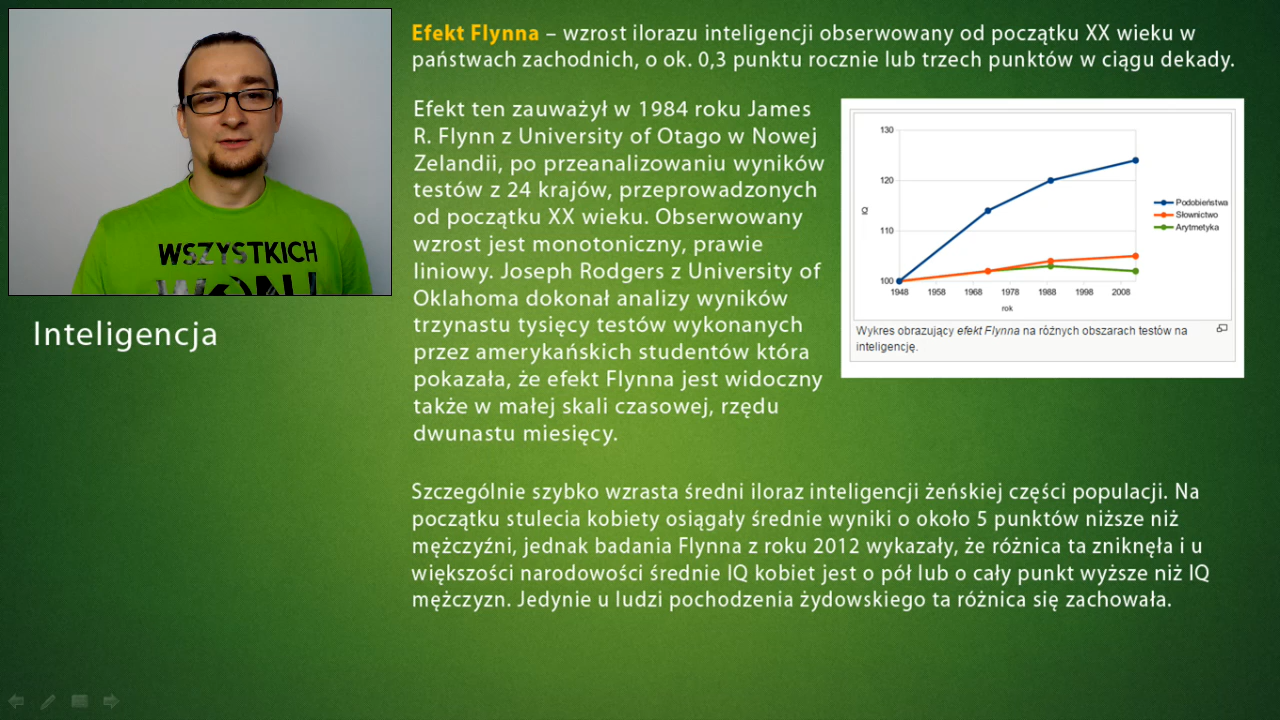 WSZYSTKICH
Inteligencja
Efekt Flynna – wzrost ilorazu inteligencji obserwowany od początku XX wieku w
państwach zachodnich, o ok. 0,3 punktu rocznie lub trzech punktów w ciągu dekady.
Efekt ten zauważył w 1984 roku James
R. Flynn z University of Otago w Nowej
Zelandii, po przeanalizowaniu wyników
testów z 24 krajów, przeprowadzonych
od początku XX wieku. Obserwowany
wzrost jest monotoniczny, prawie
liniowy. Joseph Rodgers z University of
Oklahoma dokonał analizy wyników
trzynastu tysięcy testów wykonanych
przez amerykańskich studentów która
pokazała, że efekt Flynna jest widoczny
także w małej skali czasowej, rzędu
dwunastu miesięcy.
130
120
110
100
IQ
1948 1958 1968 1978 1988 1998 2008
rok
Podobieństwa
Słownictwo
Arytmetyka
Wykres obrazujący efekt Flynna na różnych obszarach testów na
inteligencję.
Szczególnie szybko wzrasta średni iloraz inteligencji żeńskiej części populacji. Na
początku stulecia kobiety osiągały średnie wyniki o około 5 punktów niższe niż
mężczyźni, jednak badania Flynna z roku 2012 wykazały, że różnica ta zniknęła i u
większości narodowości średnie IQ kobiet jest o pół lub o cały punkt wyższe niż IQ
mężczyzn. Jedynie u ludzi pochodzenia żydowskiego ta różnica się zachowała.